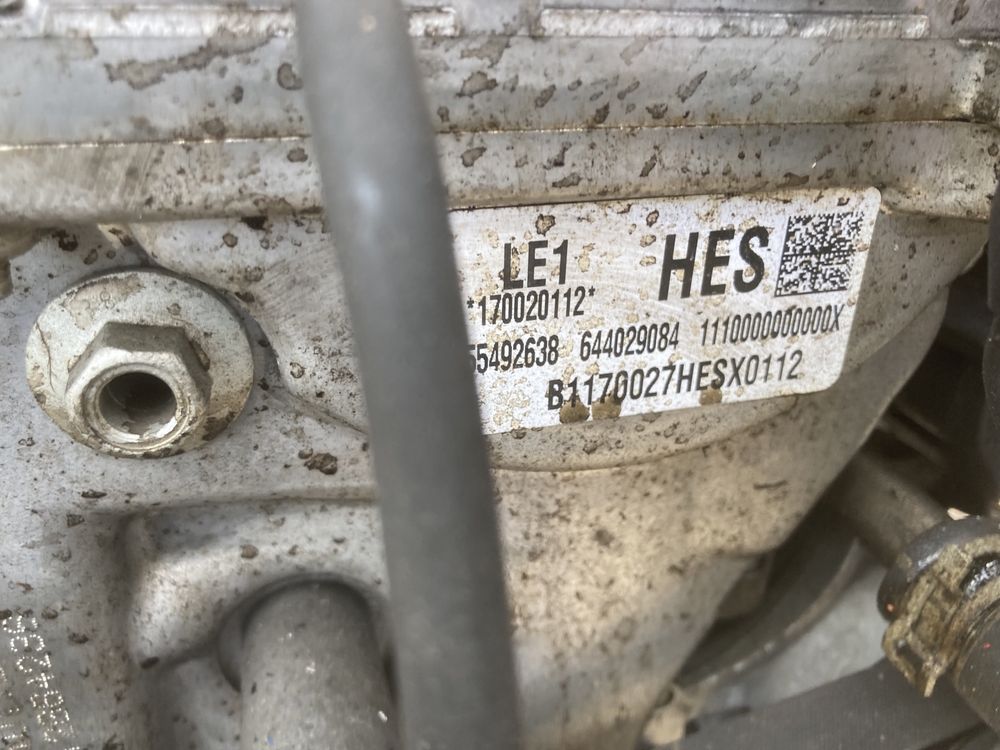 LE1 HES
*170020112*
55492638 644029084 1110000000000X
B1170027HESX0112